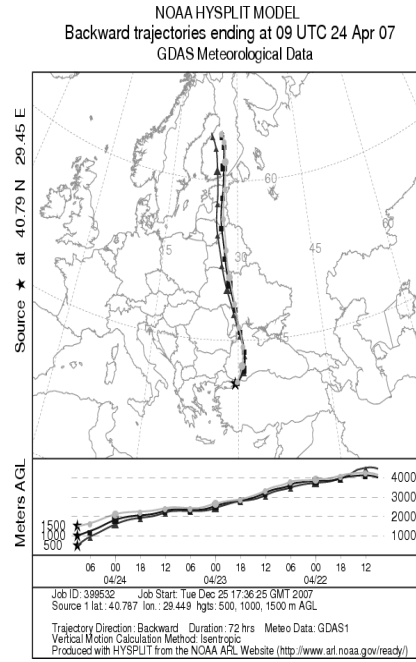 NOAA HYSPLIT MODEL
Backward trajectories ending at 09 UTC 24 Apr 07
GDAS Meteorological Data
Source ★ at 40.79 N 29.45 E
60
60
45
15
Meters AGL
1500
1000
500
4000
3000
2000
1000
06 00 18 12 06 00 18 12 06 00 18 12
04/24 04/23 04/22
Job ID: 399532 Job Start: Tue Dec 25 17:36:25 GMT 2007
Source 1 lat.: 40.787 lon.: 29.449 hgts: 500, 1000, 1500 m AGL
Trajectory Direction: Backward Duration: 72 hrs Meteo Data: GDAS1
Vertical Motion Calculation Method: Isentropic
Produced with HYSPLIT from the NOAA ARL Website (http://www.arl.noaa.gov/ready/)